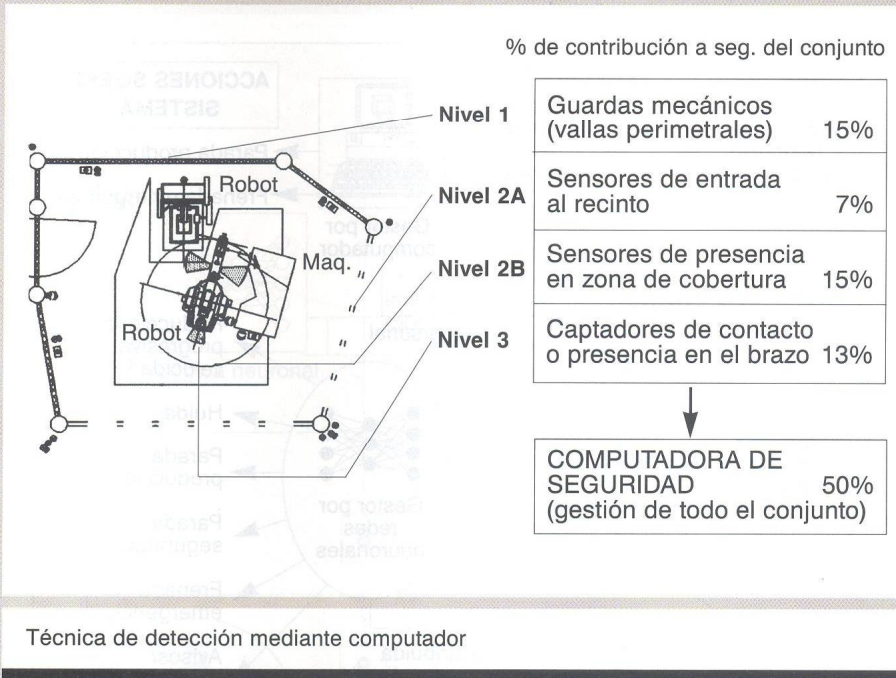 % de contribución a seg. del conjunto
Nivel 1
Guardas mecánicos
(vallas perimetrales) 15%
Nivel 2A
Sensores de entrada
al recinto 7%
Nivel 2B
Sensores de presencia
en zona de cobertura 15%
Nivel 3
Captadores de contacto
o presencia en el brazo 13%
COMPUTADORA DE
SEGURIDAD 50%
(gestión de todo el conjunto)
Robot
Maq.
Robot
Técnica de detección mediante computador